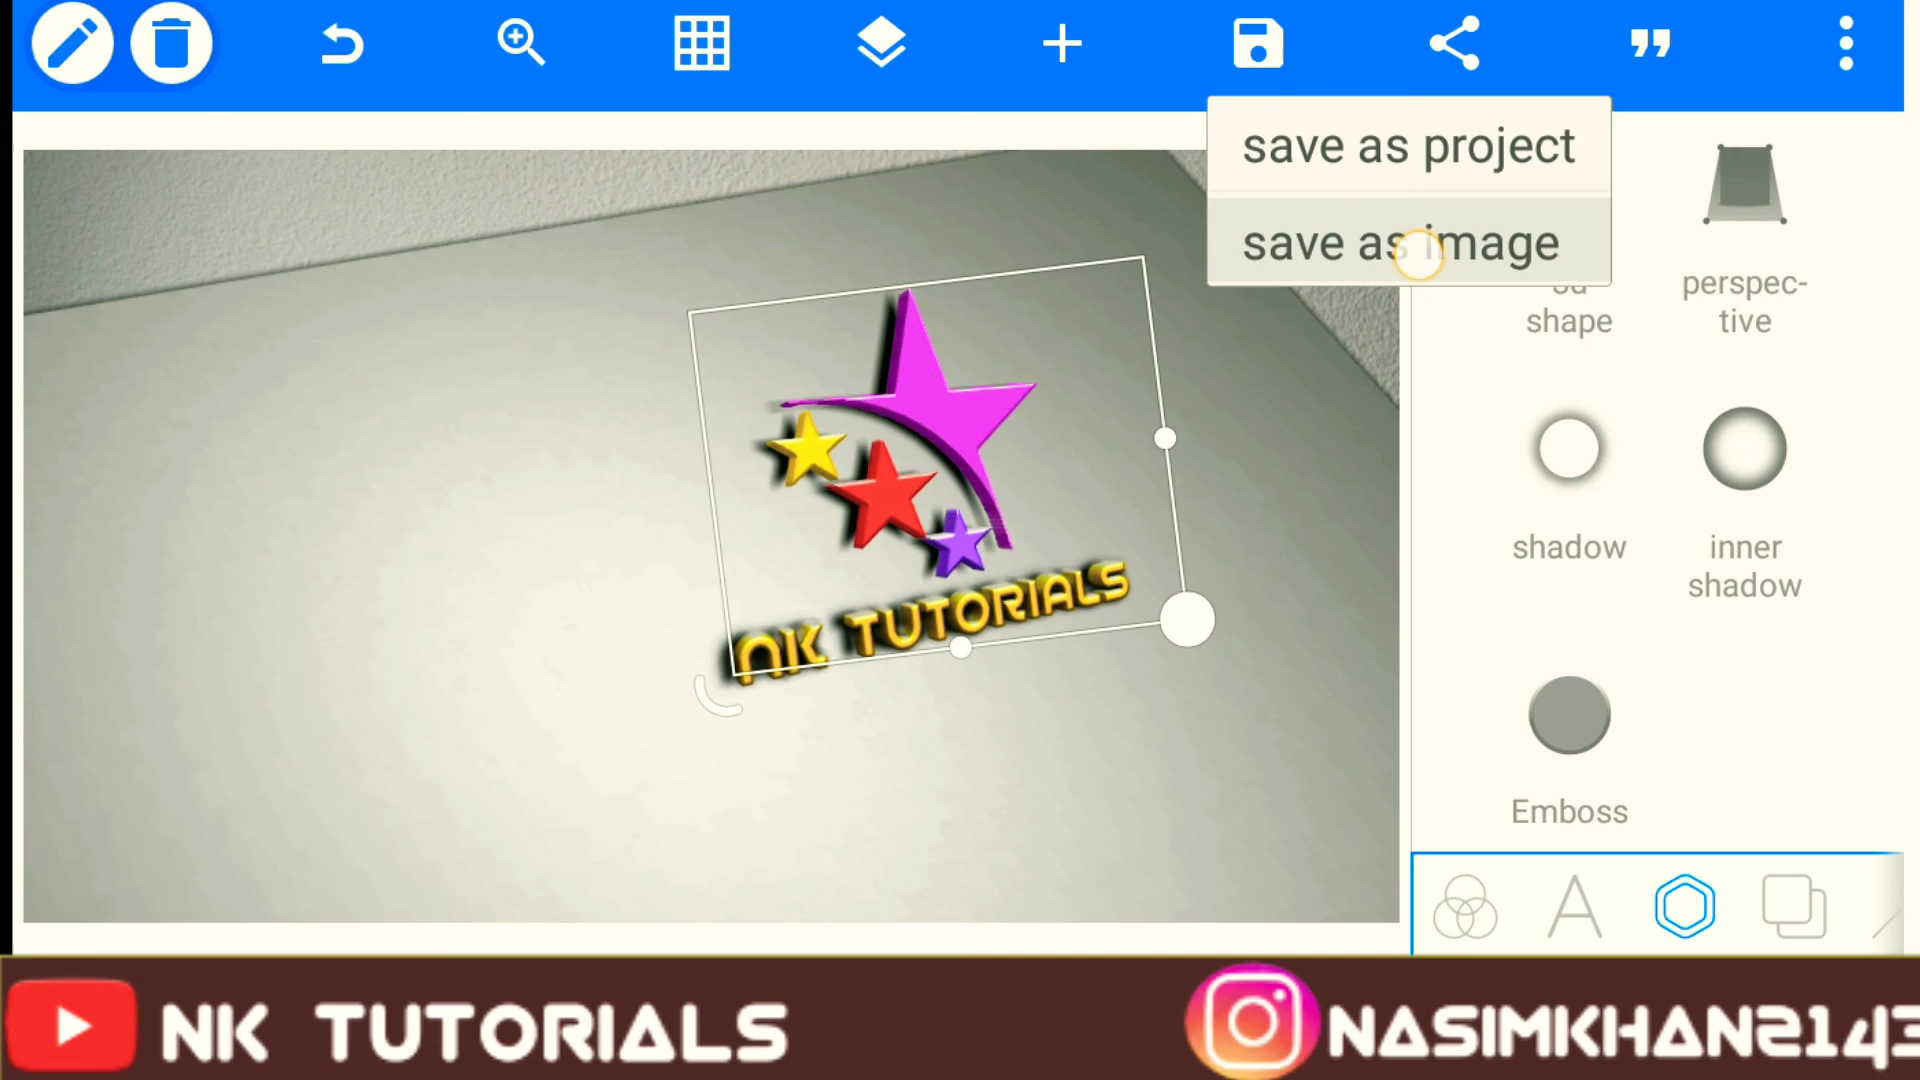 save as project
save as image
shape
perspec-
tive
shadow
inner
shadow
Emboss
NK TUTORIALS
NK TUTORIALS
NASIMKHAN2143